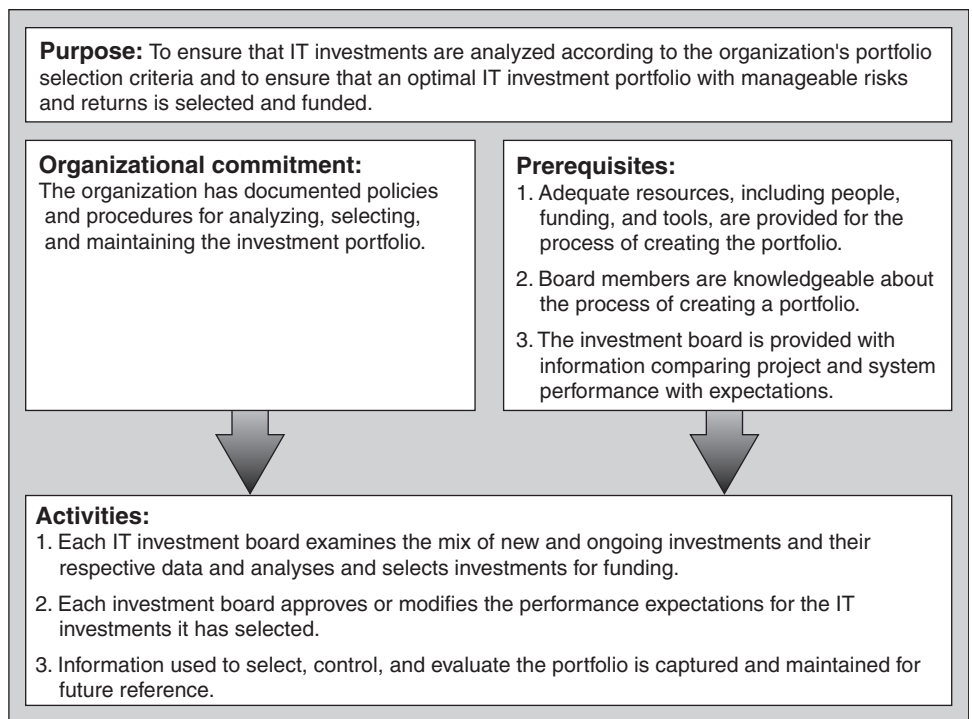 Purpose: To ensure that IT investments are analyzed according to the organization's portfolio
selection criteria and to ensure that an optimal IT investment portfolio with manageable risks
and returns is selected and funded.
Organizational commitment:
The organization has documented policies
and procedures for analyzing, selecting,
and maintaining the investment portfolio.
Prerequisites:
1. Adequate resources, including people,
funding, and tools, are provided for the
process of creating the portfolio.
2. Board members are knowledgeable about
the process of creating a portfolio.
3. The investment board is provided with
information comparing project and system
performance with expectations.
Activities:
1. Each IT investment board examines the mix of new and ongoing investments and their
respective data and analyses and selects investments for funding.
2. Each investment board approves or modifies the performance expectations for the IT
investments it has selected.
3. Information used to select, control, and evaluate the portfolio is captured and maintained for
future reference.